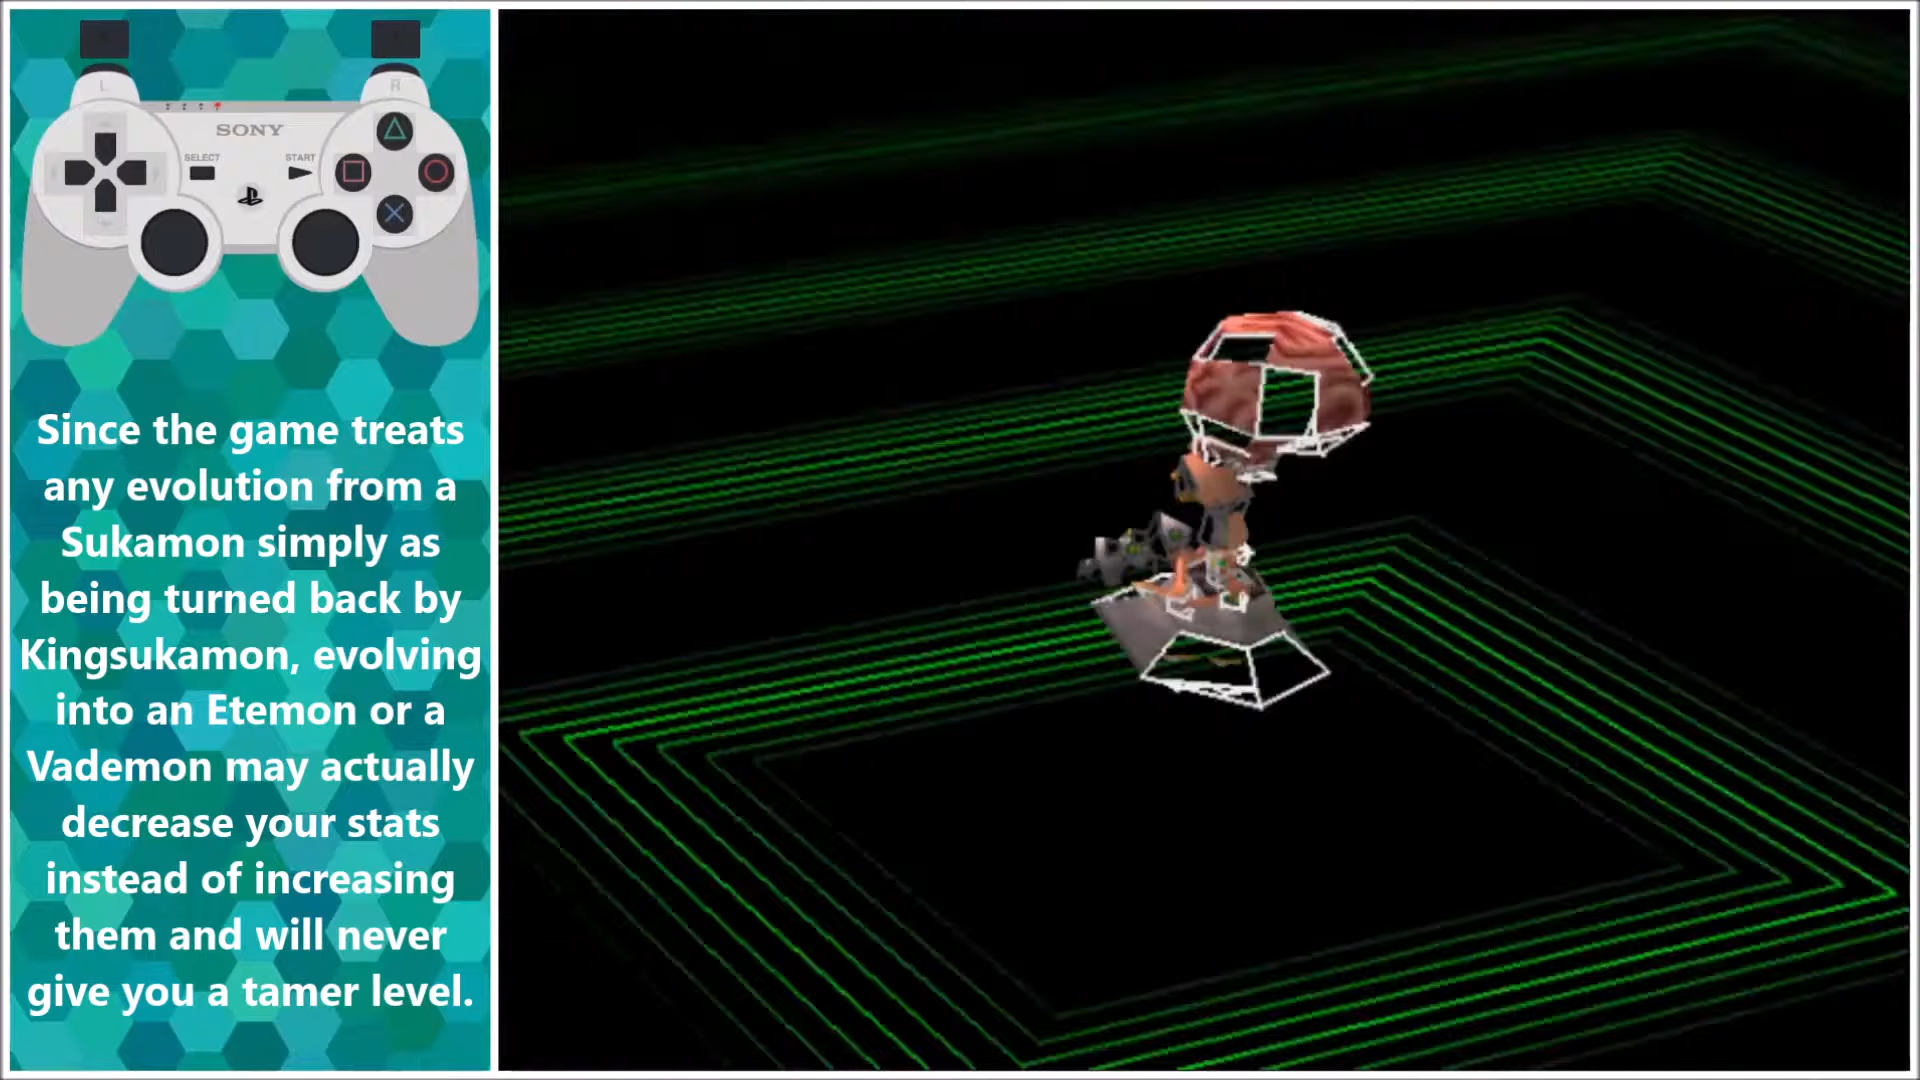 L
R
SONY
SELECT
START
Since the game treats
any evolution from a
Sukamon simply as
being turned back by
Kingsukamon, evolving
into an Etemon or a
Vademon may actually
decrease your stats
instead of increasing
them and will never
give you a tamer level.